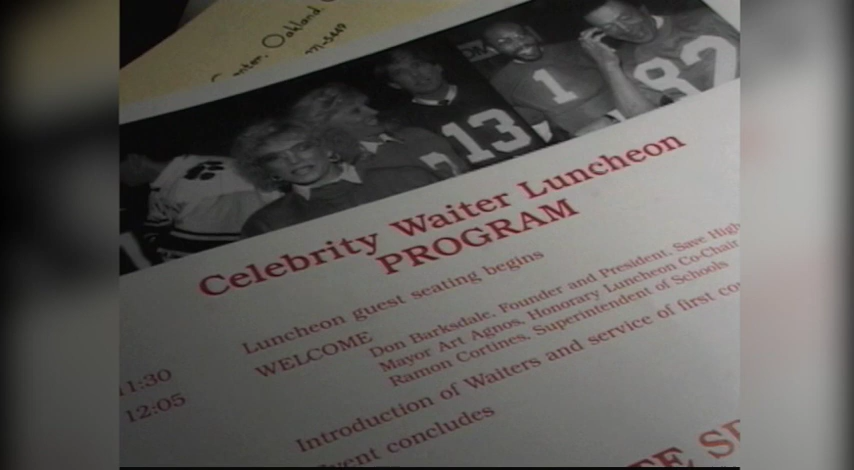 Oakland
771-5449
13
1
82
Celebrity Waiter Luncheon
PROGRAM
Luncheon guest seating begins
WELCOME
Don Barksdale, Founder and President, Save High
Mayor Art Agnos, Honorary Luncheon Co-Chair
Ramon Cortines, Superintendent of Schools
11:30
12:05
Introduction of Waiters and service of first
Event concludes